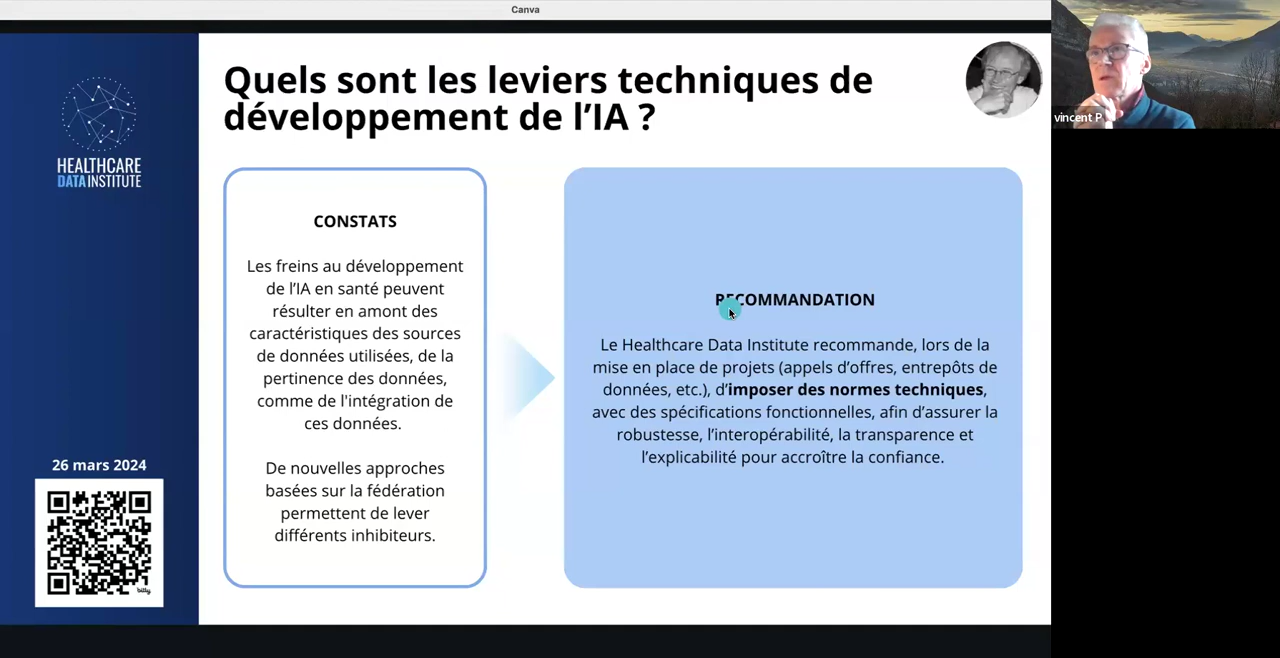 Canva
HEALTHCARE
DATA INSTITUTE
Quels sont les leviers techniques de
développement de l’IA ?
vincent P
CONSTATS
Les freins au développement
de l’IA en santé peuvent
résulter en amont des
caractéristiques des sources
de données utilisées, de la
pertinence des données,
comme de l'intégration de
ces données.
De nouvelles approches
basées sur la fédération
permettent de lever
différents inhibiteurs.
RECOMMANDATION
Le Healthcare Data Institute recommande, lors de la
mise en place de projets (appels d’offres, entrepôts de
données, etc.), d’imposer des normes techniques,
avec des spécifications fonctionnelles, afin d’assurer la
robustesse, l’interopérabilité, la transparence et
l’explicabilité pour accroître la confiance.
26 mars 2024
bitly